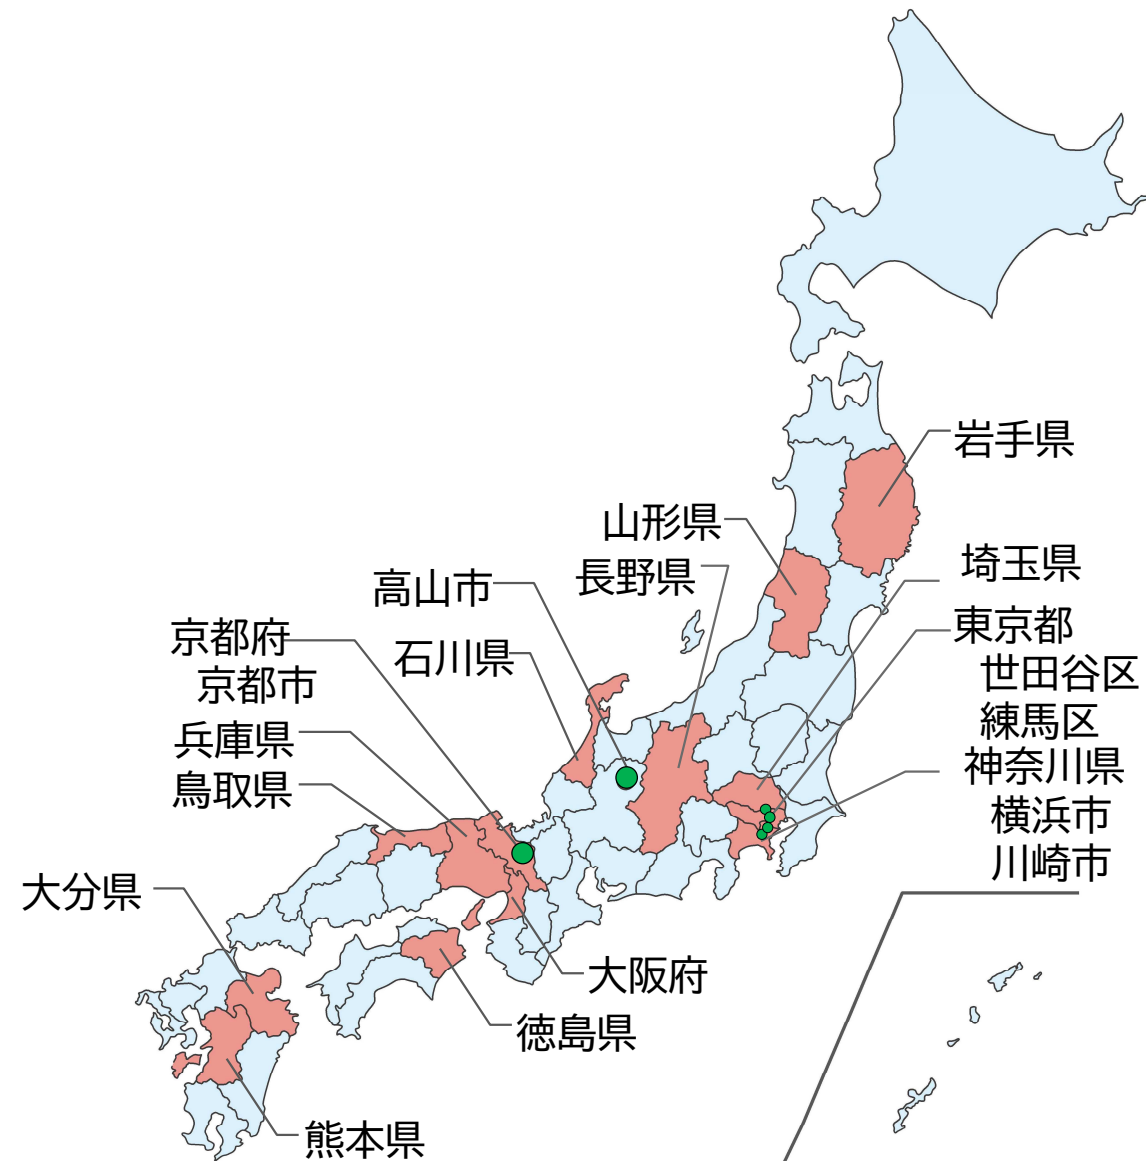 岩手県
山形県
長野県
埼玉県
高山市
東京都
世田谷区
練馬区
京都府
京都市
石川県
兵庫県
鳥取県
神奈川県
横浜市
川崎市
大分県
大阪府
徳島県
熊本県